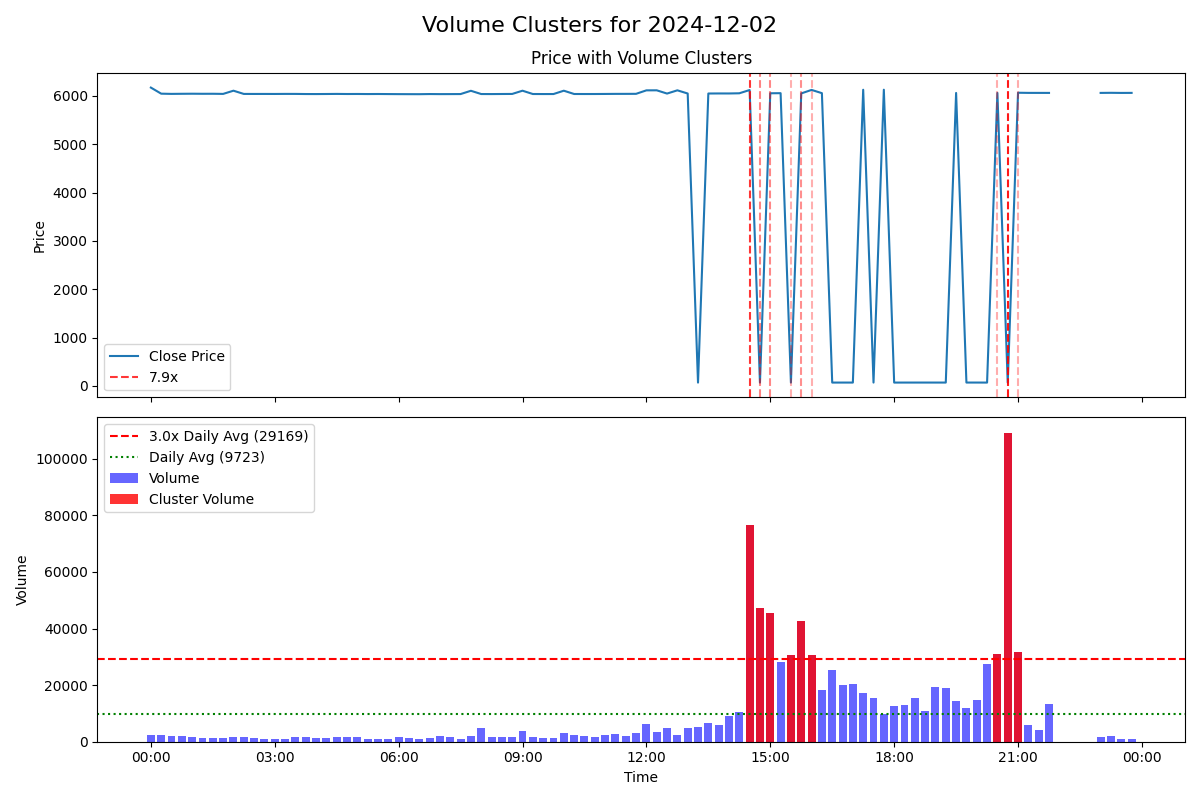 Volume Clusters for 2024-12-02
Price with Volume Clusters
Price
6000
5000
4000
3000
2000
1000
0
Close Price
7.9x
Volume
100000
80000
60000
40000
20000
0
3.0x Daily Avg (29169)
Daily Avg (9723)
Volume
Cluster Volume
00:00 03:00 06:00 09:00 12:00 15:00 18:00 21:00 00:00
Time